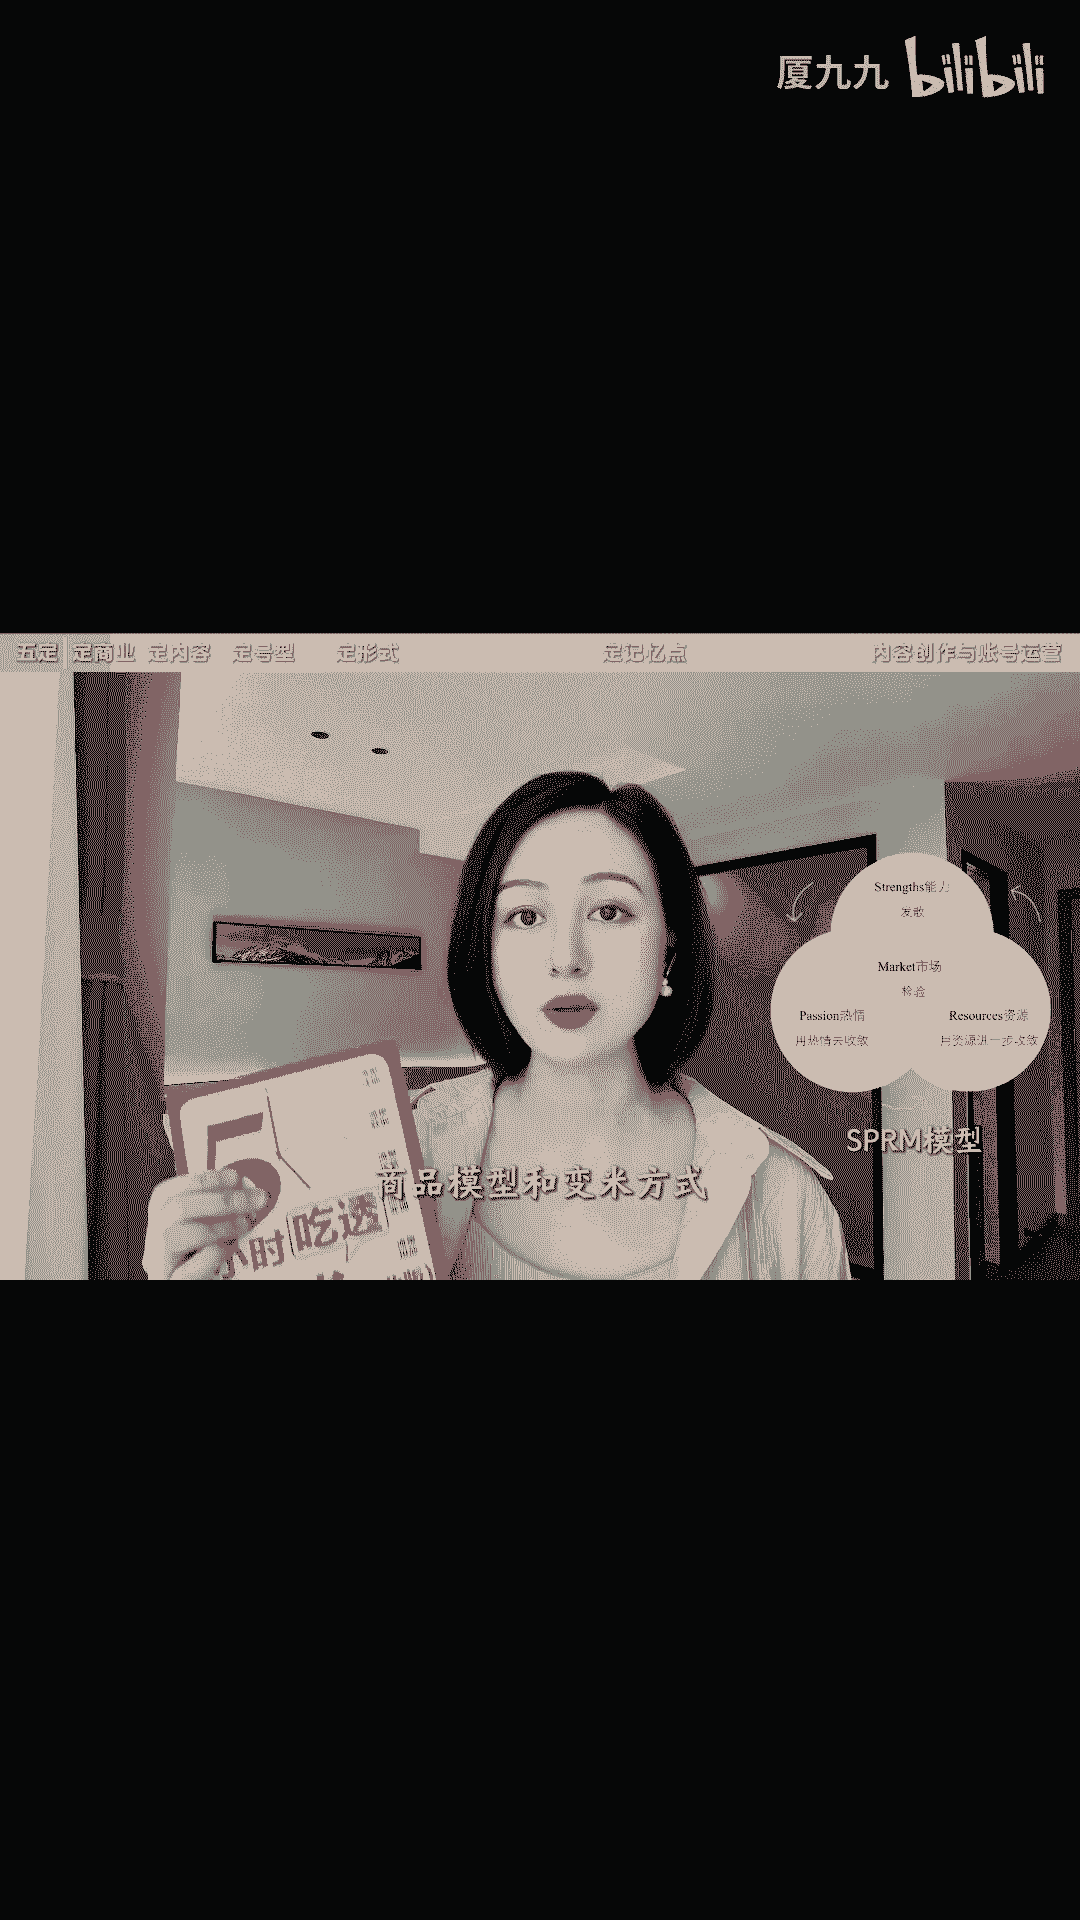 厦九九 bilibili
五定 定商业 定内容 定号型 定形式 定记忆点 内容创作与账号运营
Strengths能力
发散
Market市场
检验
Passion热情
用热情去收敛
Resources资源
用资源进一步收敛
SPRM模型
5
小时吃透
商品模型和变米方式